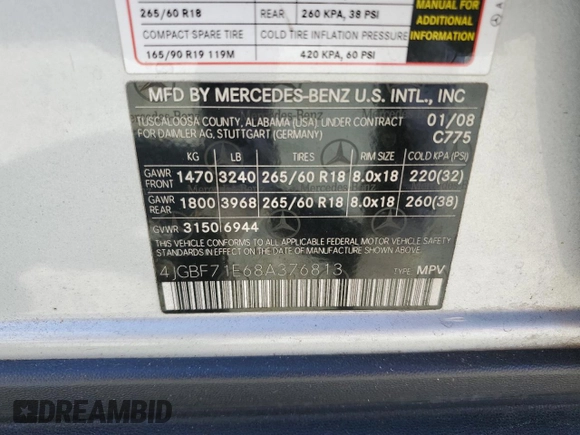 265/60 R18 REAR 260 KPA, 38 PSI
COMPACT SPARE TIRE COLD TIRE INFLATION PRESSURE
165/90 R19 119M 420 KPA, 60 PSI
MANUAL FOR
ADDITIONAL
INFORMATION
MFD BY MERCEDES-BENZ U.S. INTL., INC
TUSCALOOSA COUNTY, ALABAMA (USA) UNDER CONTRACT 01/08
FOR DAIMLER AG, STUTTGART (GERMANY) C775
KG LB TIRES RIM SIZE COLD KPA (PSI)
GAWR FRONT 1470 3240 265/60 R18 8.0x18 220(32)
GAWR REAR 1800 3968 265/60 R18 8.0x18 260(38)
GVWR 3150 6944
THIS VEHICLE CONFORMS TO ALL APPLICABLE FEDERAL
MOTOR VEHICLE SAFETY STANDARDS IN EFFECT ON THE DATE
OF MANUFACTURE SHOWN ABOVE.
4JGBF71E68A376813 TYPE MPV
DREAMBID